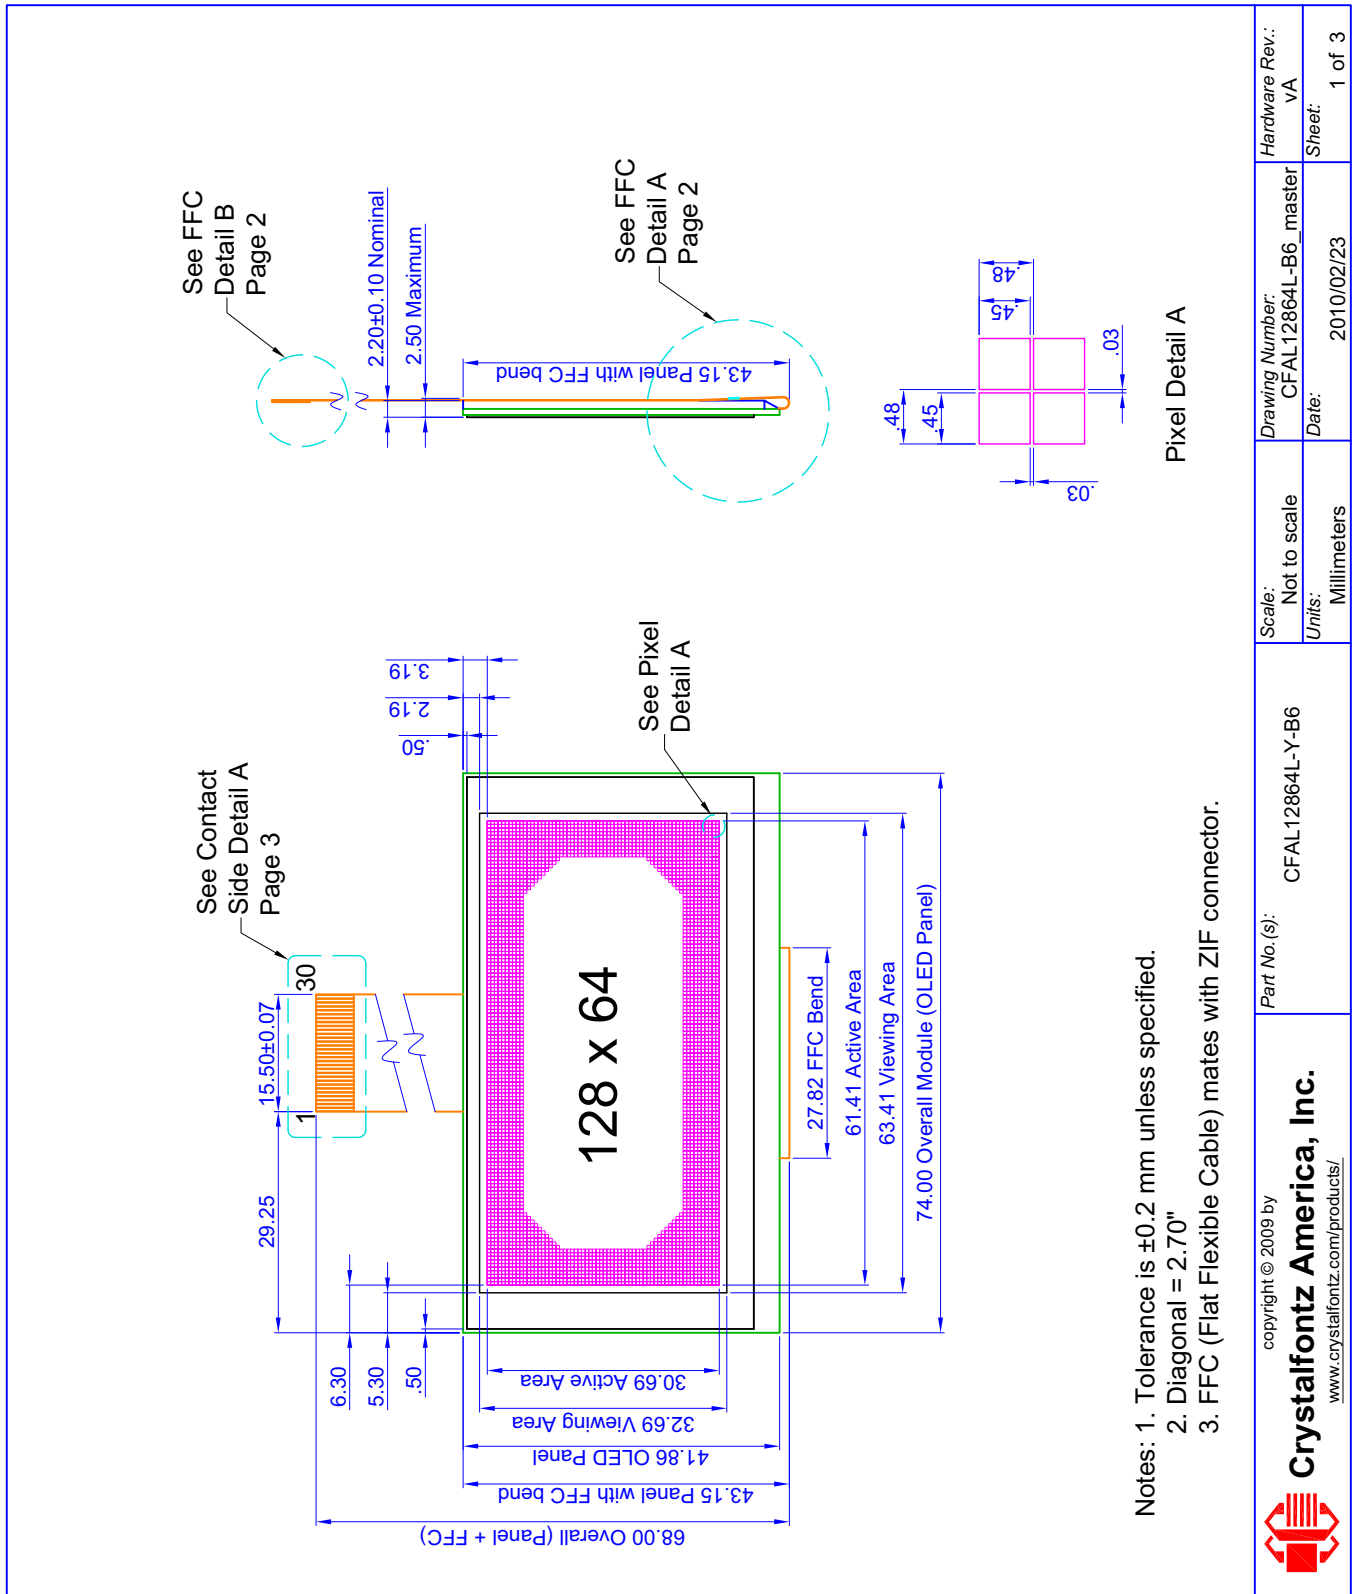 See Contact
Side Detail A
Page 3
See FFC
Detail B
Page 2
1
30
15.50±0.07
29.25
6.30
5.30
.50
.50
2.19
3.19
2.20±0.10 Nominal
2.50 Maximum
43.15 Panel with FFC bend
See FFC
Detail A
Page 2
See Pixel
Detail A
128 x 64
30.69 Active Area
32.69 Viewing Area
41.86 OLED Panel
43.15 Panel with FFC bend
68.00 Overall (Panel + FFC)
27.82 FFC Bend
61.41 Active Area
63.41 Viewing Area
74.00 Overall Module (OLED Panel)
.48
.45
.03
.48
.45
.03
Pixel Detail A
Notes: 1. Tolerance is ±0.2 mm unless specified.
2. Diagonal = 2.70"
3. FFC (Flat Flexible Cable) mates with ZIF connector.
copyright © 2009 by
Crystalfontz America, Inc.
www.crystalfontz.com/products/
Part No.(s):
CFAL12864L-Y-B6
Scale:
Not to scale
Units:
Millimeters
Drawing Number:
CFAL12864L-B6_master
Date:
2010/02/23
Hardware Rev.:
vA
Sheet:
1 of 3